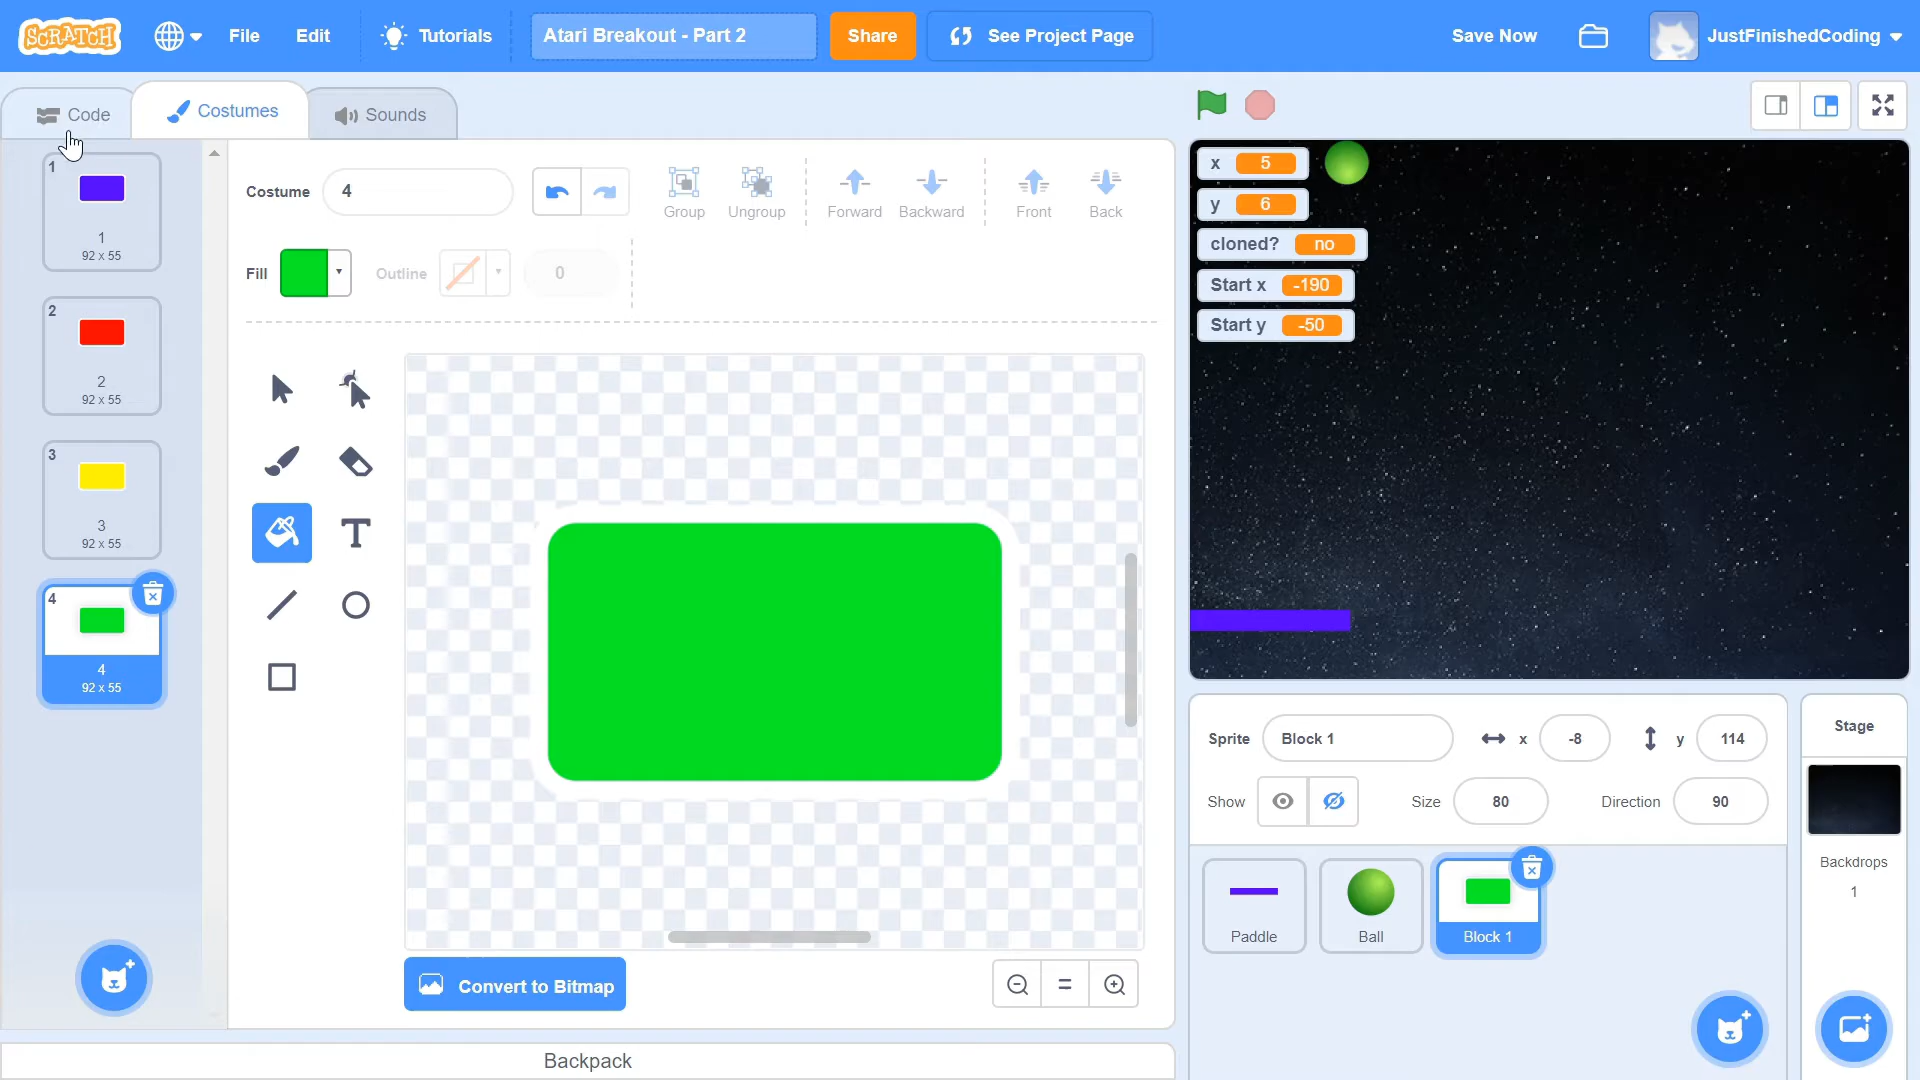 SCRATCH
File
Edit
Tutorials
Atari Breakout - Part 2
Share
See Project Page
Save Now
JustFinishedCoding
Code
Costumes
Sounds
1
1
92 x 55
2
2
92 x 55
3
3
92 x 55
4
4
92 x 55
Costume
4
Group
Ungroup
Forward
Backward
Front
Back
Fill
Outline
0
T
Convert to Bitmap
=
Backpack
x 5
y 6
cloned? no
Start x -190
Start y -50
Sprite
Block 1
x
-8
y
114
Show
Size
80
Direction
90
Paddle
Ball
Block 1
Stage
Backdrops
1